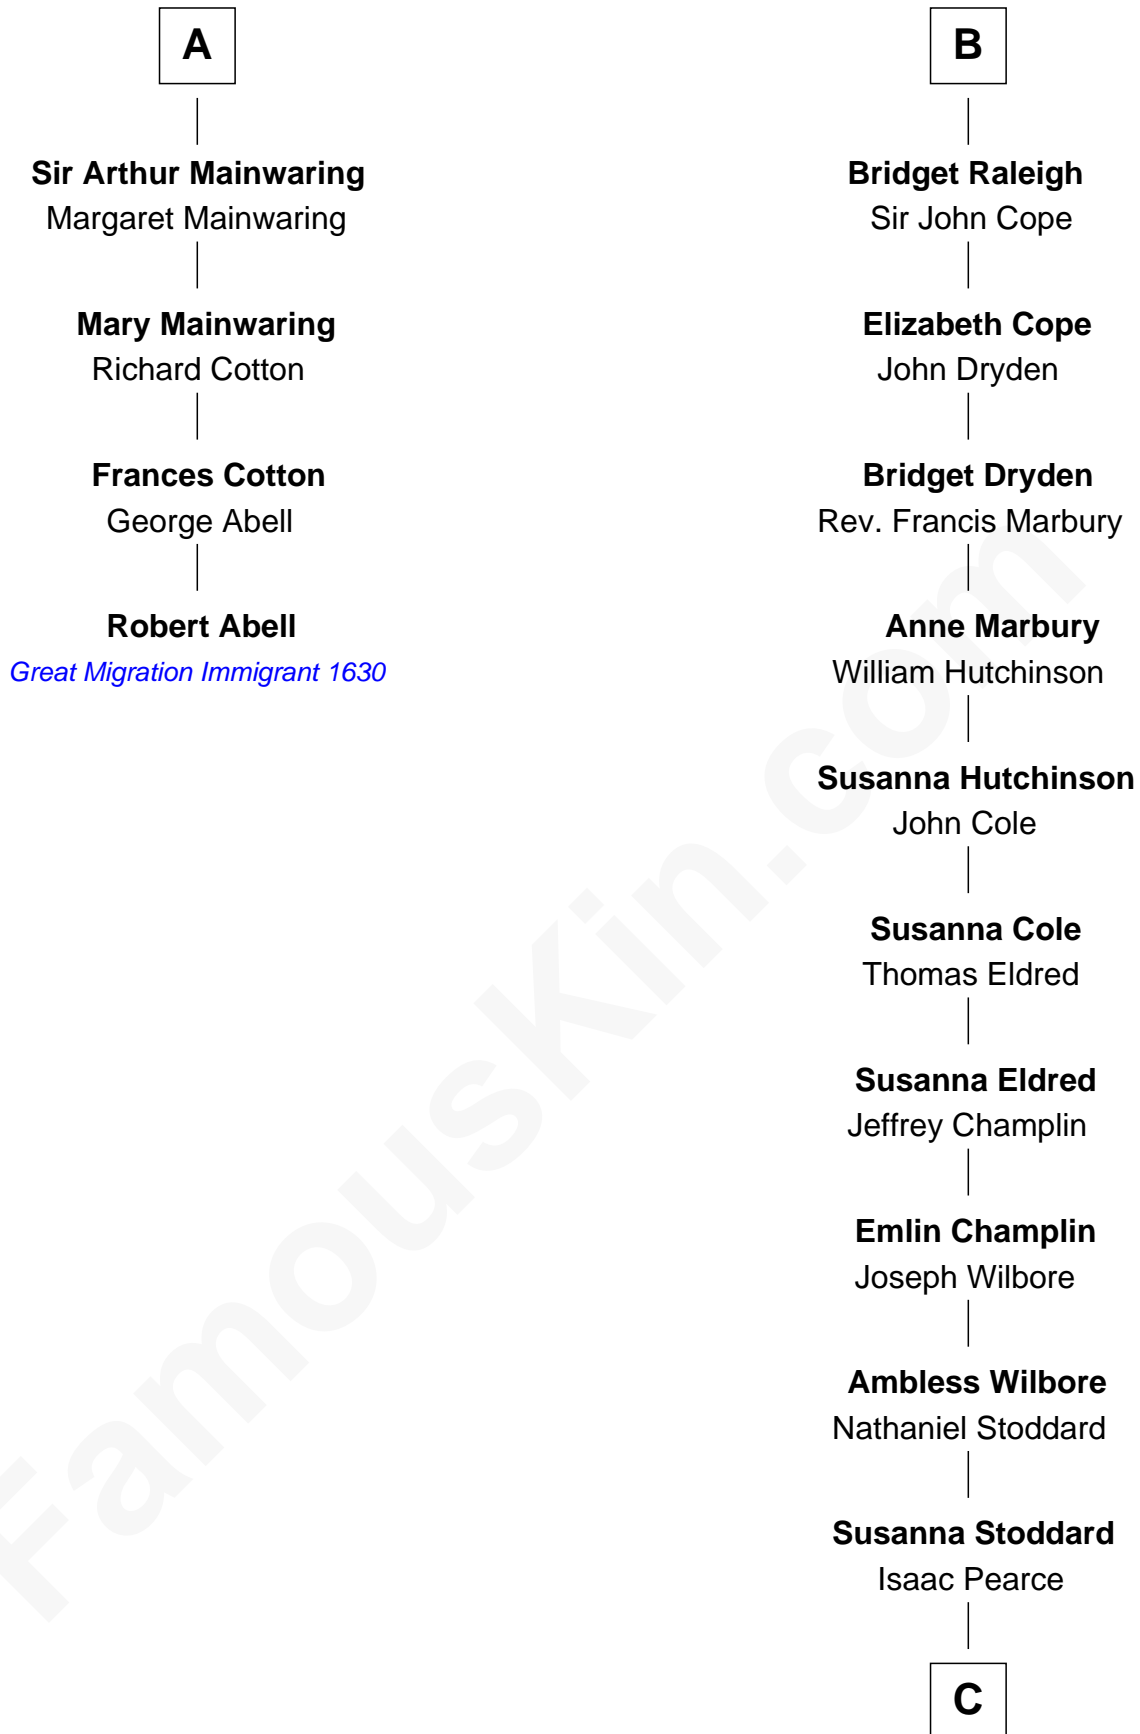 A
Sir Arthur Mainwaring
Margaret Mainwaring
Mary Mainwaring
Richard Cotton
Frances Cotton
George Abell
Robert Abell
Great Migration Immigrant 1630
B
Bridget Raleigh
Sir John Cope
Elizabeth Cope
John Dryden
Bridget Dryden
Rev. Francis Marbury
Anne Marbury
William Hutchinson
Susanna Hutchinson
John Cole
Susanna Cole
Thomas Eldred
Susanna Eldred
Jeffrey Champlin
Emlin Champlin
Joseph Wilbore
Ambless Wilbore
Nathaniel Stoddard
Susanna Stoddard
Isaac Pearce
C
FamousKin.com